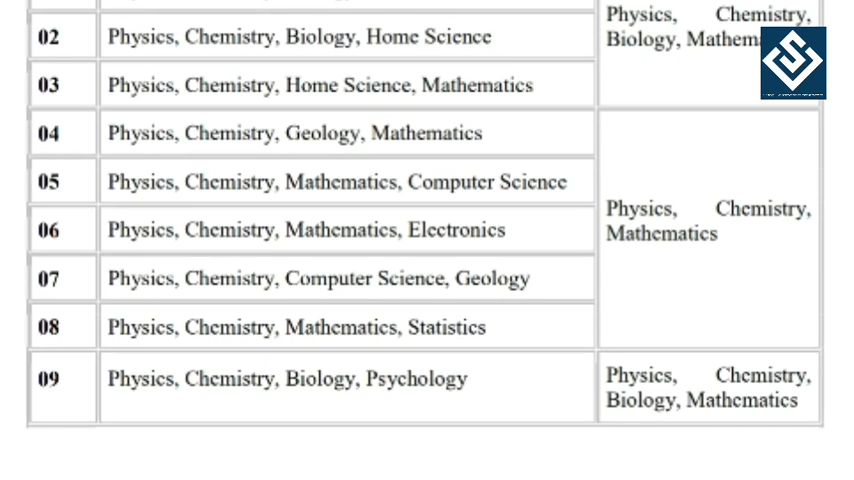 Physics, Chemistry,
02 Physics, Chemistry, Biology, Home Science
Biology,
03 Physics, Chemistry, Home Science, Mathematics
04 Physics, Chemistry, Geology, Mathematics
05 Physics, Chemistry, Mathematics, Computer Science
Physics, Chemistry,
Mathematics
06 Physics, Chemistry, Mathematics, Electronics
07 Physics, Chemistry, Computer Science, Geology
08 Physics, Chemistry, Mathematics, Statistics
09 Physics, Chemistry, Biology, Psychology
Physics, Chemistry,
Biology, Mathematics